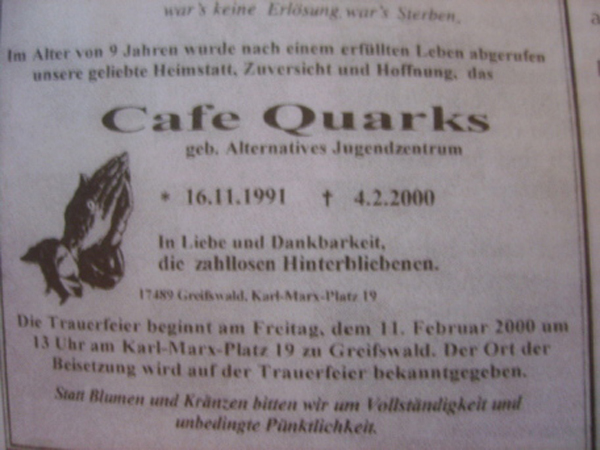 war's keine Erlösung, war's Sterben,
Im Alter von 9 Jahren wurde nach einem erfüllten Leben abgerufen
unsere geliebte Heimstatt, Zuversicht und Hoffnung, das
Cafe Quarks
geb. Alternatives Jugendzentrum
* 16.11.1991 † 4.2.2000
In Liebe und Dankbarkeit,
die zahllosen Hinterbliebenen.
17489 Greifswald, Karl-Marx-Platz 19
Die Trauerfeier beginnt am Freitag, dem 11. Februar 2000 um
13 Uhr am Karl-Marx-Platz 19 zu Greifswald. Der Ort der
Beisetzung wird auf der Trauerfeier bekanntgegeben.
Statt Blumen und Kränzen bitten wir um Vollständigkeit und
unbedingte Pünktlichkeit.